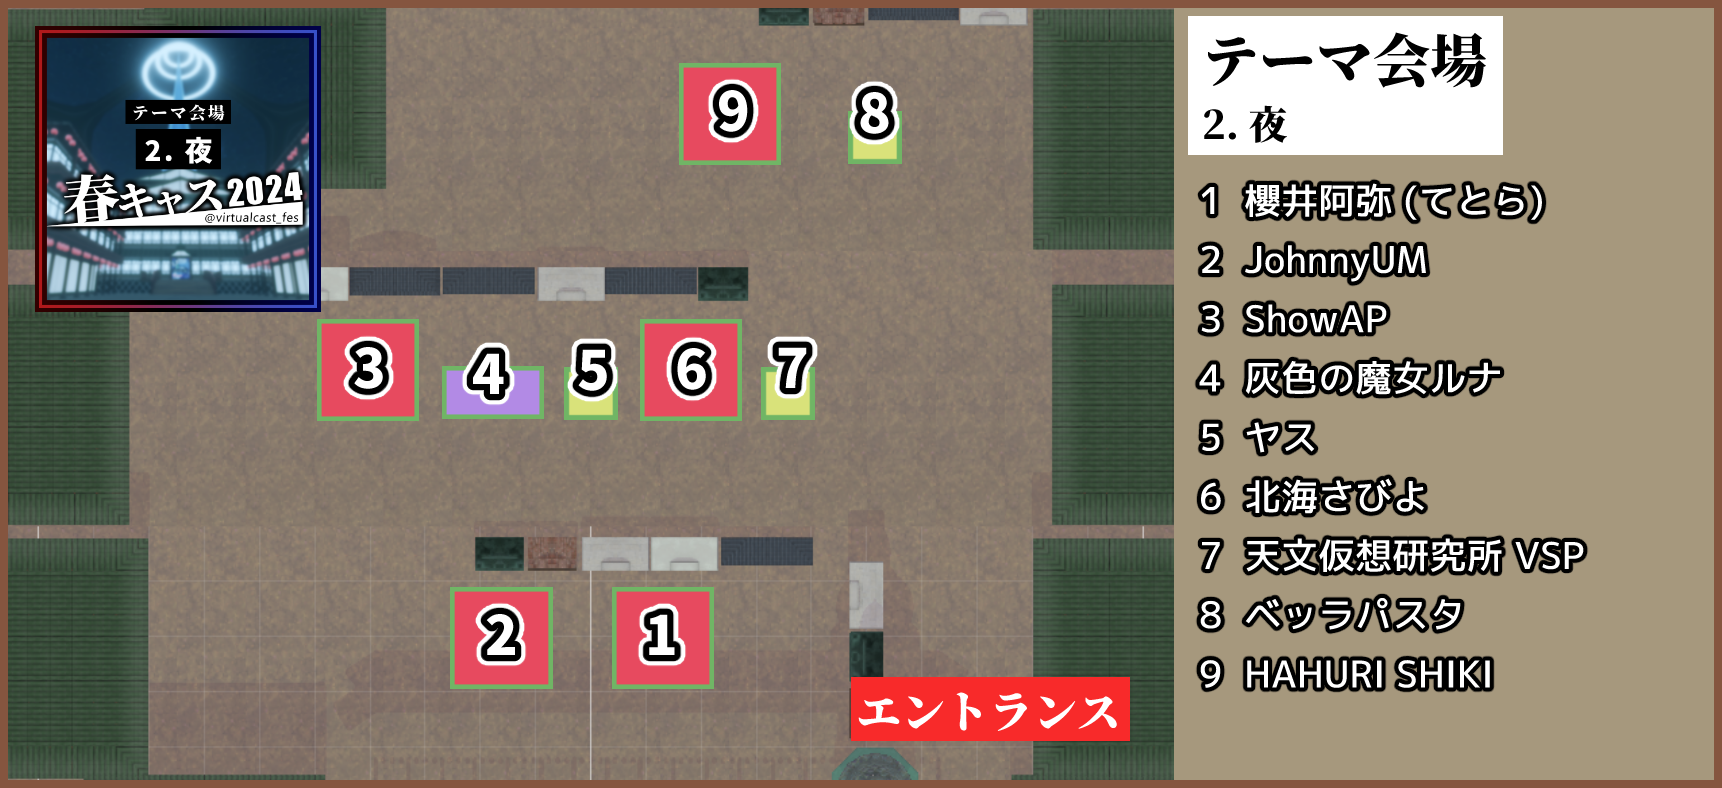 テーマ会場
2. 夜
春キャス2024
@virtualcast_fes
9
8
3
4
5
6
7
2
1
エントランス
テーマ会場
2. 夜
1 櫻井阿弥 (てとら)
2 JohnnyUM
3 ShowAP
4 灰色の魔女ルナ
5 ヤス
6 北海さびよ
7 天文仮想研究所 VSP
8 ベッラパスタ
9 HAHURI SHIKI